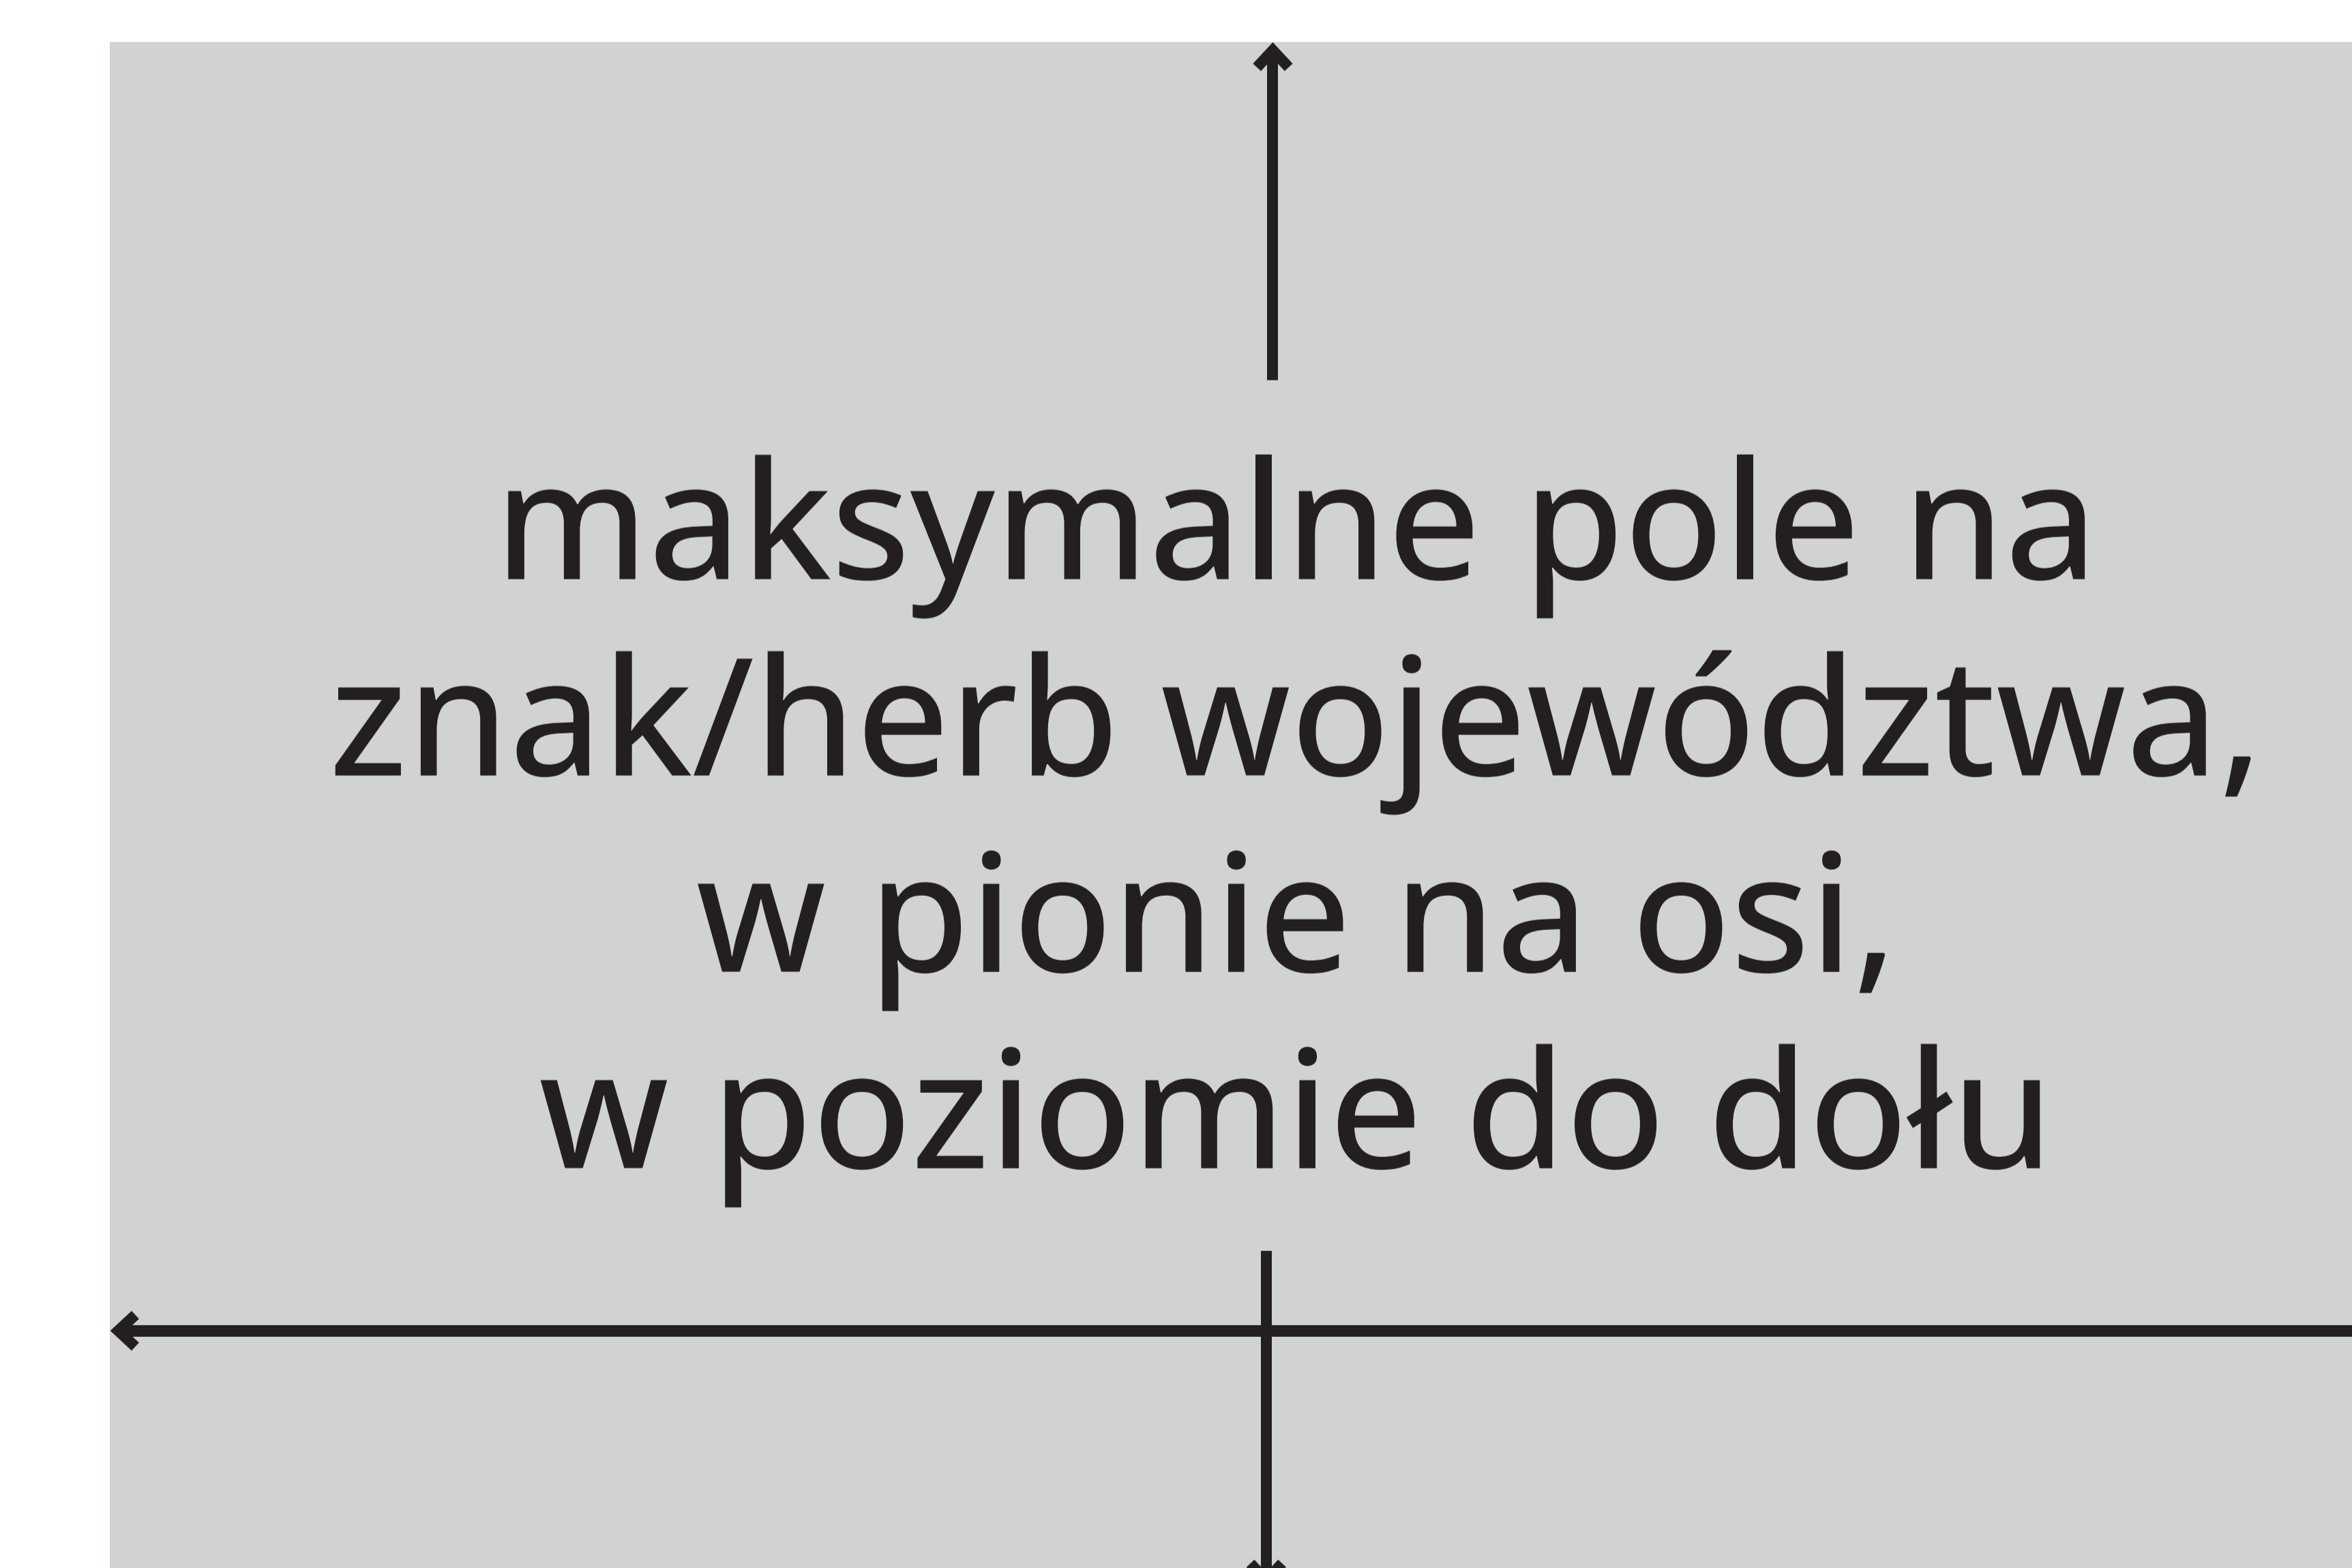 maksymalne pole na
znak/herb województwa,
w pionie na osi,
w poziomie do dołu